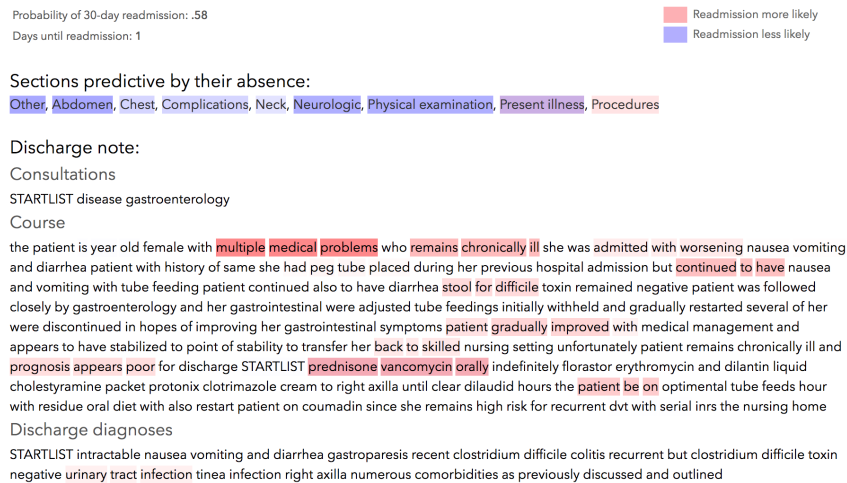 Probability of 30-day readmission: .58
Readmission more likely
Days until readmission: 1
Readmission less likely
Sections predictive by their absence:
Other, Abdomen, Chest, Complications, Neck, Neurologic, Physical examination, Present illness, Procedures
Discharge note:
Consultations
STARTLIST disease gastroenterology
Course
the patient is year old female with multiple medical problems who remains chronically ill she was admitted with worsening nausea vomiting
and diarrhea patient with history of same she had peg tube placed during her previous hospital admission but continued to have nausea
and vomiting with tube feeding patient continued also to have diarrhea stool for difficile toxin remained negative patient was followed
closely by gastroenterology and her gastrointestinal were adjusted tube feedings initially withheld and gradually restarted several of her
were discontinued in hopes of improving her gastrointestinal symptoms patient gradually improved with medical management and
appears to have stabilized to point of stability to transfer her back to skilled nursing setting unfortunately patient remains chronically ill and
prognosis appears poor for discharge STARTLIST prednisone vancomycin orally indefinitely florastor erythromycin and dilantin liquid
cholestyramine packet protonix clotrimazole cream to right axilla until clear dilaudid hours the patient be on optimental tube feeds hour
with residue oral diet with also restart patient on coumadin since she remains high risk for recurrent dvt with serial inrs the nursing home
Discharge diagnoses
STARTLIST intractable nausea vomiting and diarrhea gastroparesis recent clostridium difficile colitis recurrent but clostridium difficile toxin
negative urinary tract infection tinea infection right axilla numerous comorbidities as previously discussed and outlined